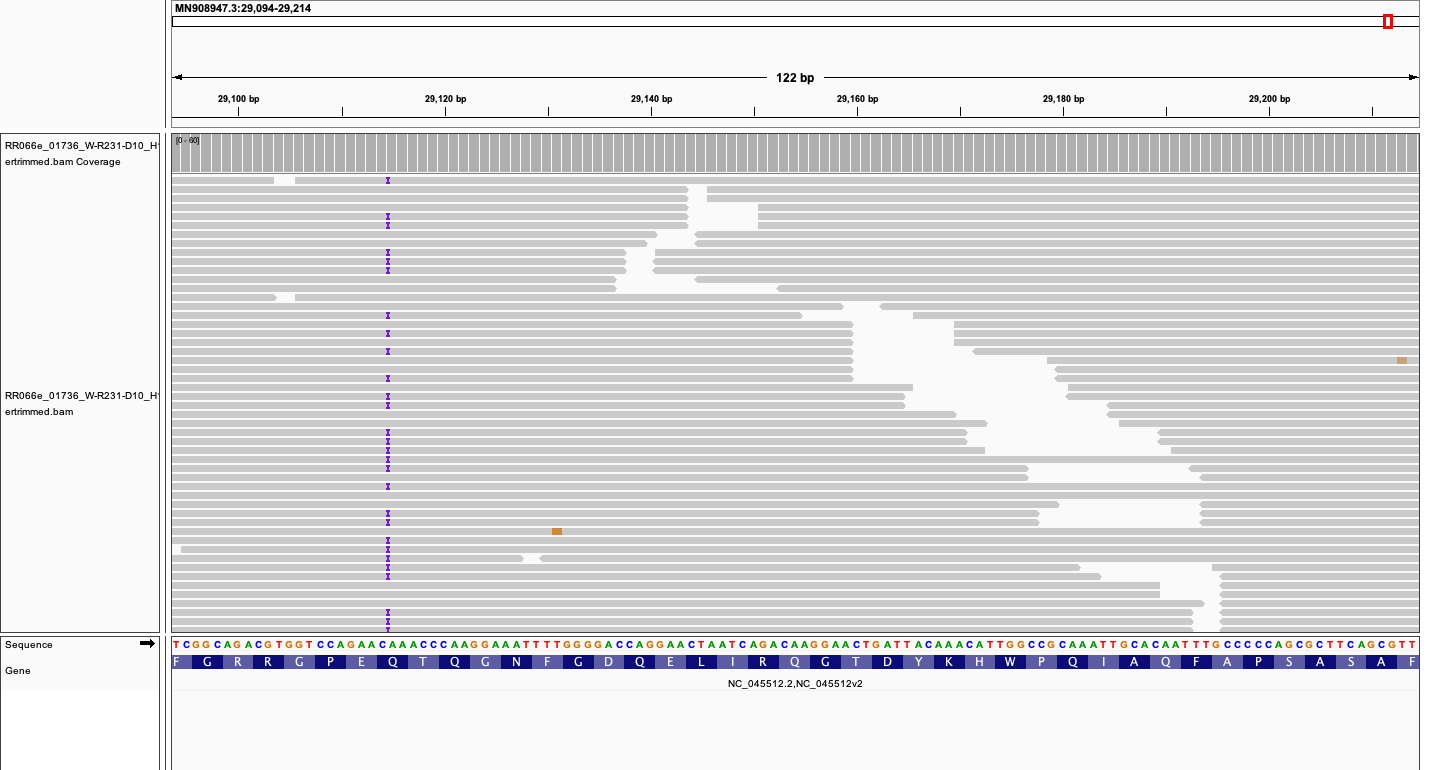 MN908947.3:29,094-29,214
122 bp
29,100 bp 29,120 bp 29,140 bp 29,160 bp 29,180 bp 29,200 bp
RR066e_01736_W-R231-D10_H
ertrimmed.bam Coverage
[0 - 60]
RR066e_01736_W-R231-D10_H
ertrimmed.bam
Sequence
TCGGCAGACGTGGTCCAGAACAAACCCAAGGAAATTTTGGGGACCAGGAACTAATCAGACAAGGAACTGATTACAAACATTGGCCGCAAATTGCACAATTTGCCCCCAGCGCTTCAGCGTT
Gene
F G R R G P E Q T Q G N F G D Q E L I R Q G T D Y K H W P Q I A Q F A P S A S A F
NC_045512.2,NC_045512v2